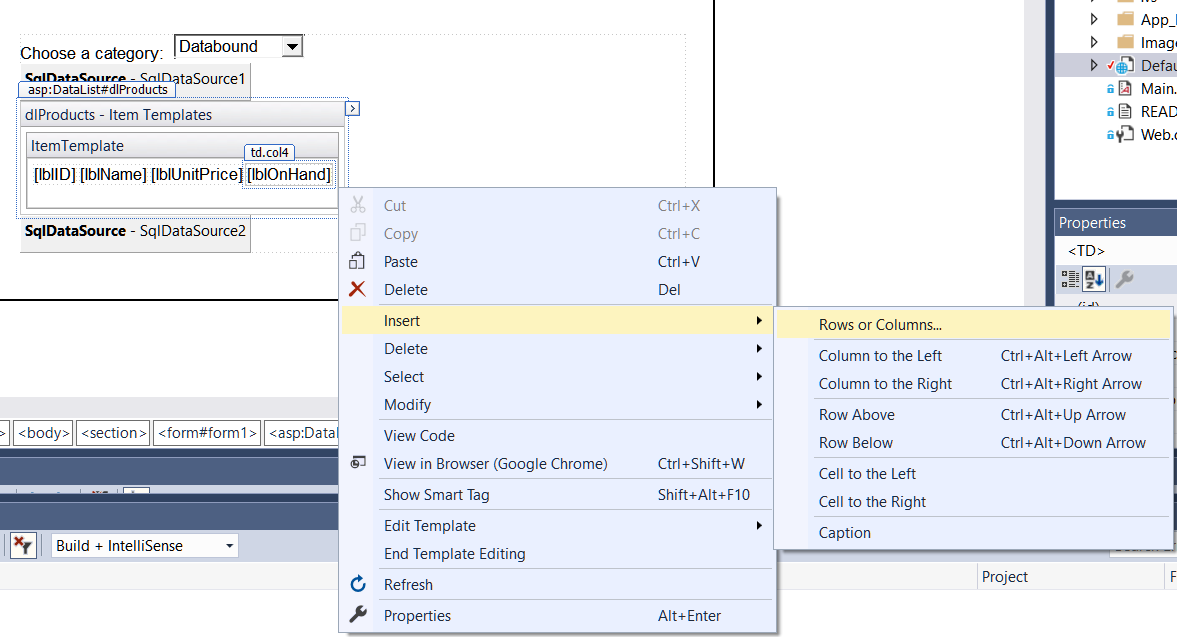 Choose a category: Databound
SqlDataSource - SqlDataSource1
asp:DataList#dlProducts
dlProducts - Item Templates
ItemTemplate
td.col4
[lblID] [lblName] [lblUnitPrice] [lblOnHand]
SqlDataSource - SqlDataSource2
Cut Ctrl+X
Copy Ctrl+C
Paste Ctrl+V
Delete Del
Insert
Delete
Select
Modify
View Code
View in Browser (Google Chrome) Ctrl+Shift+W
Show Smart Tag Shift+Alt+F10
Edit Template
End Template Editing
Refresh
Properties Alt+Enter
Rows or Columns...
Column to the Left Ctrl+Alt+Left Arrow
Column to the Right Ctrl+Alt+Right Arrow
Row Above Ctrl+Alt+Up Arrow
Row Below Ctrl+Alt+Down Arrow
Cell to the Left
Cell to the Right
Caption
App_
Image
Defau
Main.
READ
Web.c
Properties
<TD>
<body> <section> <form#form1> <asp:Data
Build + IntelliSense
Project
F